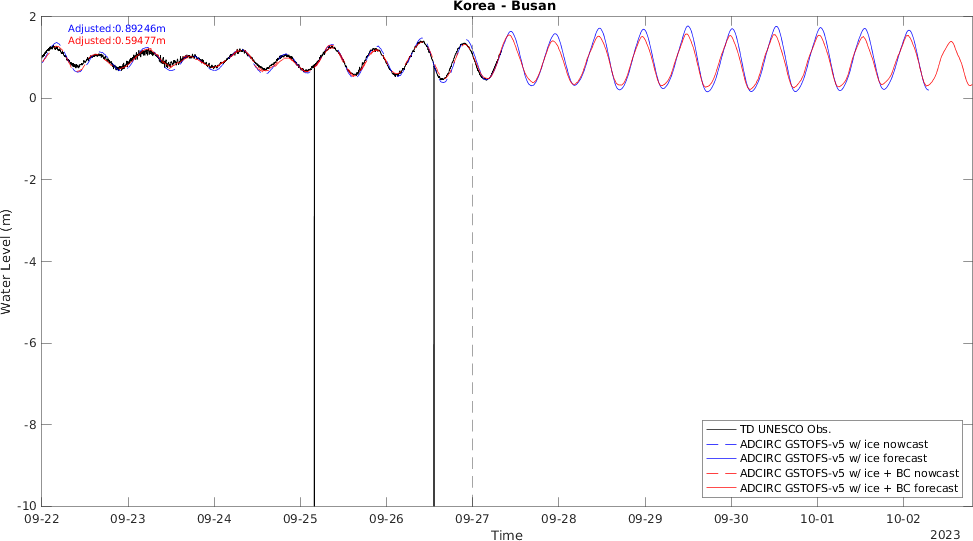 Korea - Busan
Adjusted:0.89246m
Adjusted:0.59477m
2
0
-2
-4
-6
-8
-10
Water Level (m)
TD UNESCO Obs.
ADCIRC GSTOFS-v5 w/ ice nowcast
ADCIRC GSTOFS-v5 w/ ice forecast
ADCIRC GSTOFS-v5 w/ ice + BC nowcast
ADCIRC GSTOFS-v5 w/ ice + BC forecast
09-22 09-23 09-24 09-25 09-26 09-27 09-28 09-29 09-30 10-01 10-02
Time
2023